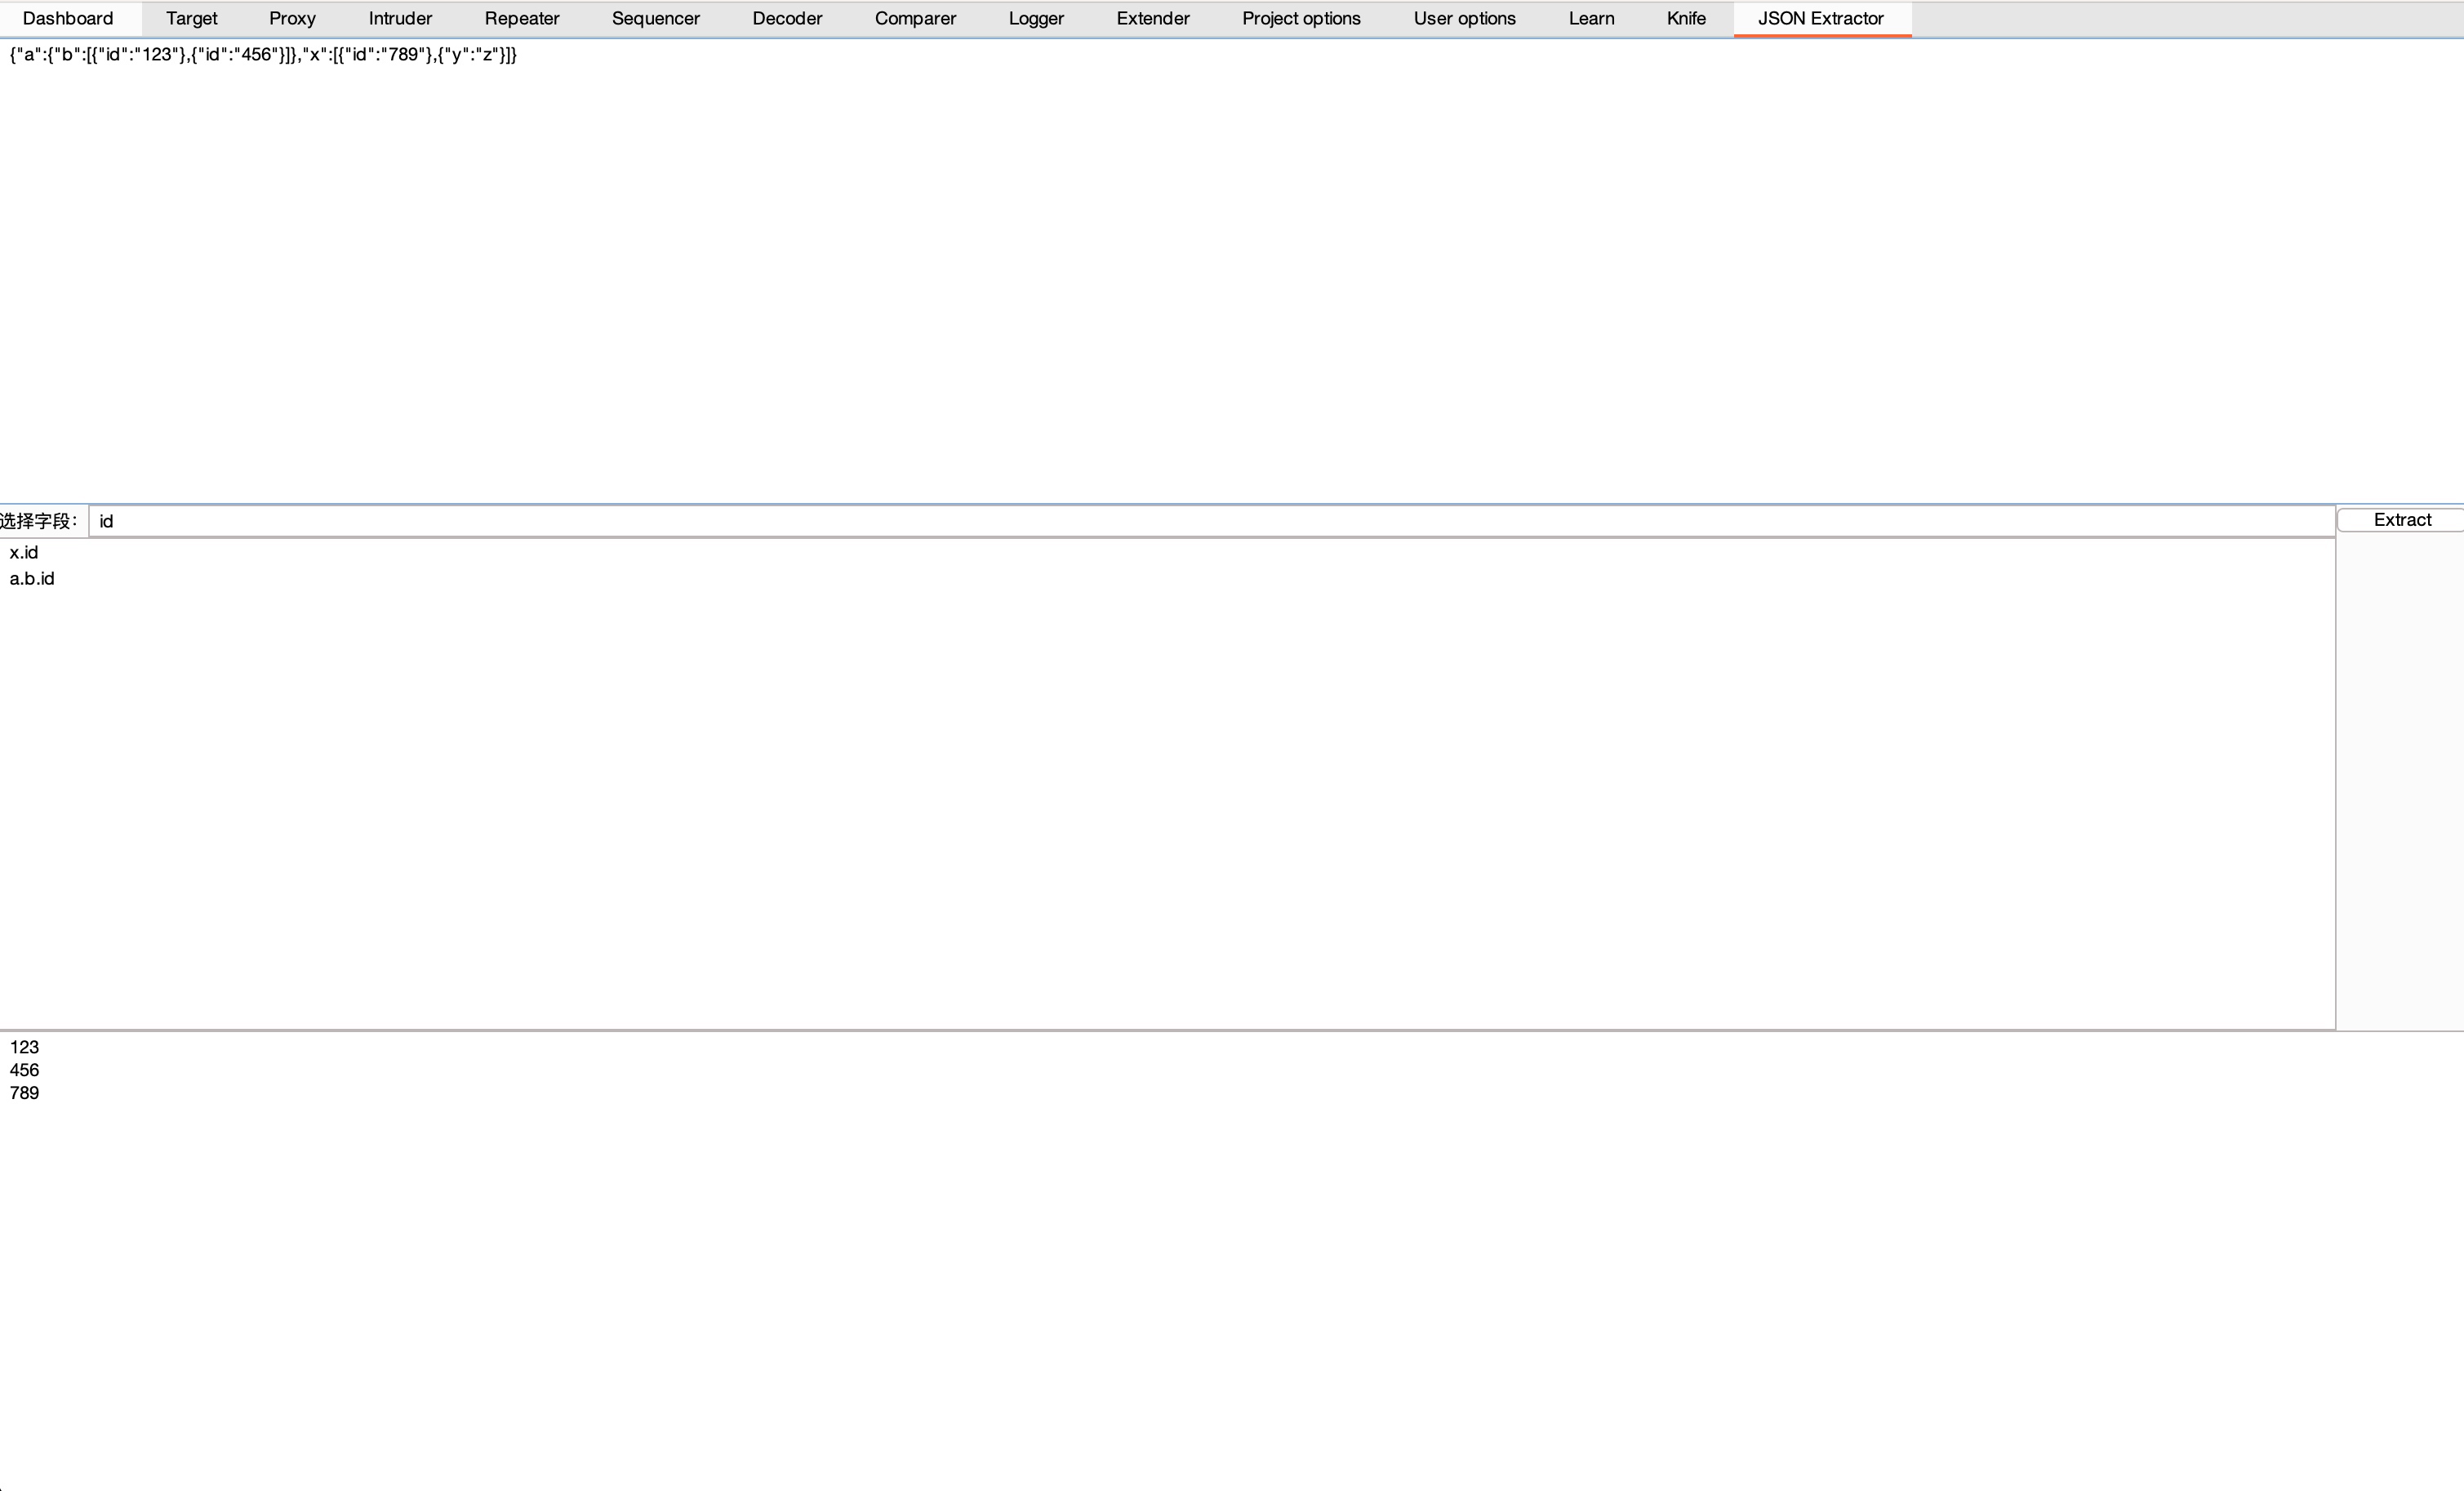 Dashboard Target Proxy Intruder Repeater Sequencer Decoder Comparer Logger Extender Project options User options Learn Knife JSON Extractor
{"a":{"b":[{"id":"123"},{"id":"456"}]},"x":[{"id":"789"},{"y":"z"}]}
选择字段: id Extract
x.id
a.b.id
123
456
789